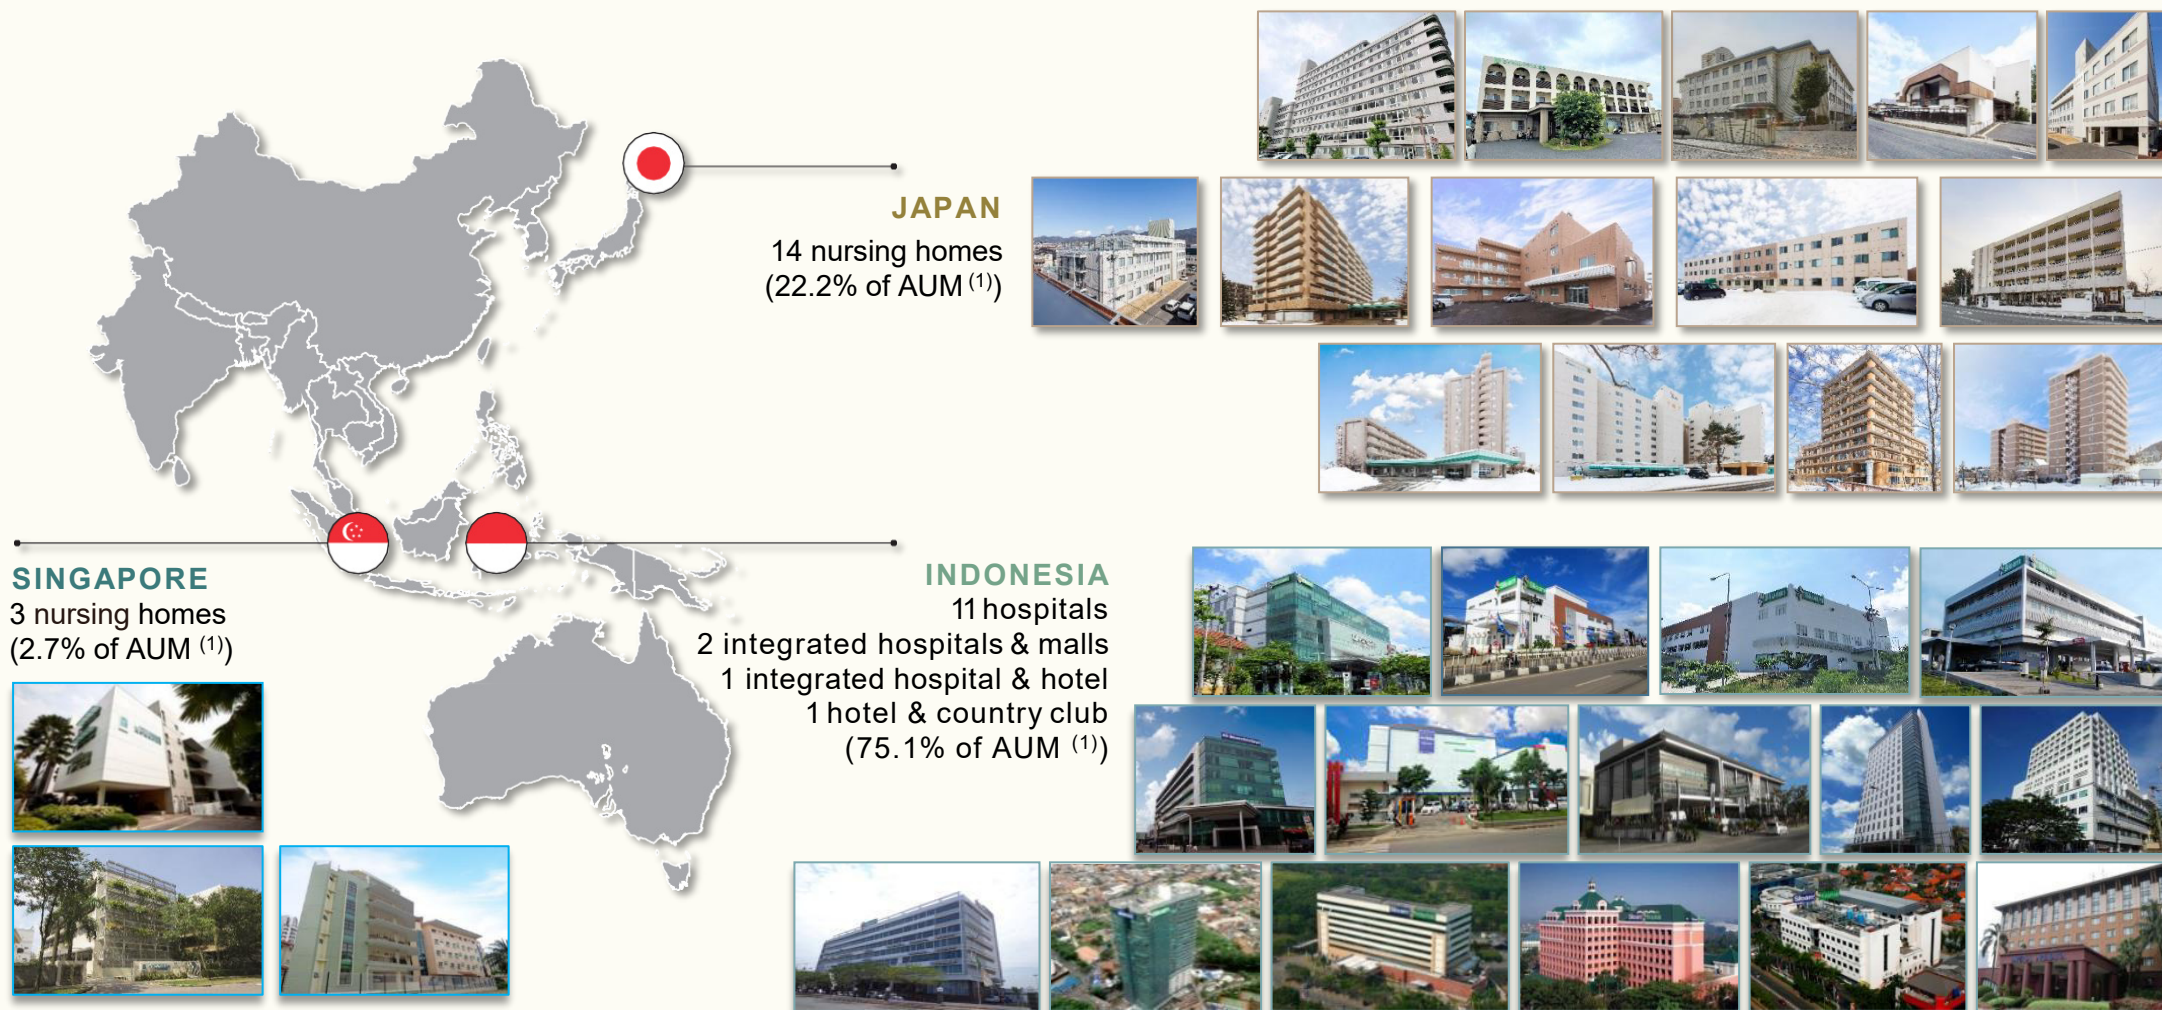 JAPAN
14 nursing homes
(22.2% of AUM (1))
SINGAPORE
3 nursing homes
(2.7% of AUM (1))
INDONESIA
11 hospitals
2 integrated hospitals & malls
1 integrated hospital & hotel
1 hotel & country club
(75.1% of AUM (1))